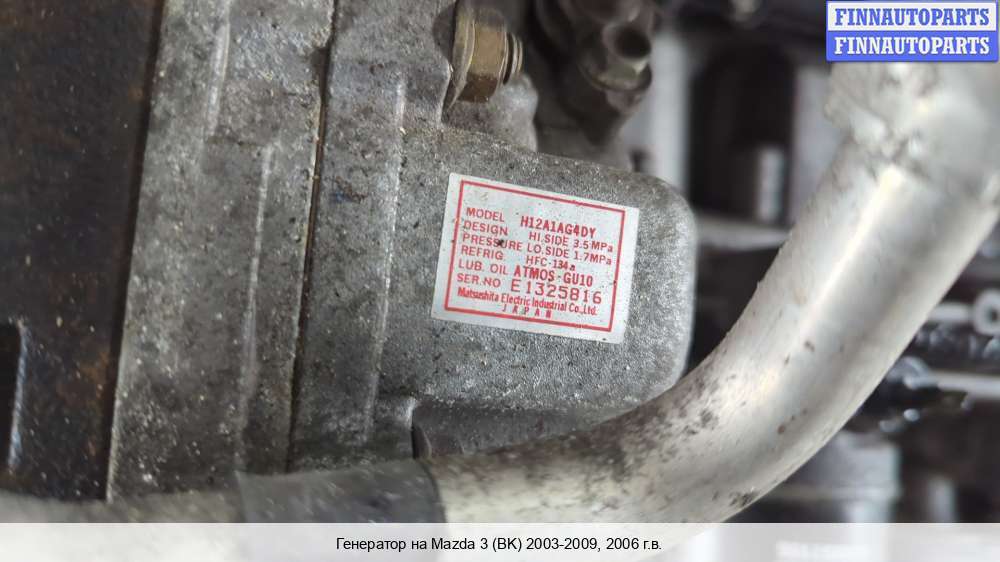 FINNAUTOPARTS
FINNAUTOPARTS
MODEL H12A1AG4DY
DESIGN HI.SIDE 3.5MPa
PRESSURE LO.SIDE 1.7MPa
REFRIG. HFC-134a
LUB. OIL ATMOS-GU10
SER.NO E1325816
Matsushita Electric Industrial Co.,Ltd.
JAPAN
Генератор на Mazda 3 (BK) 2003-2009, 2006 г.в.